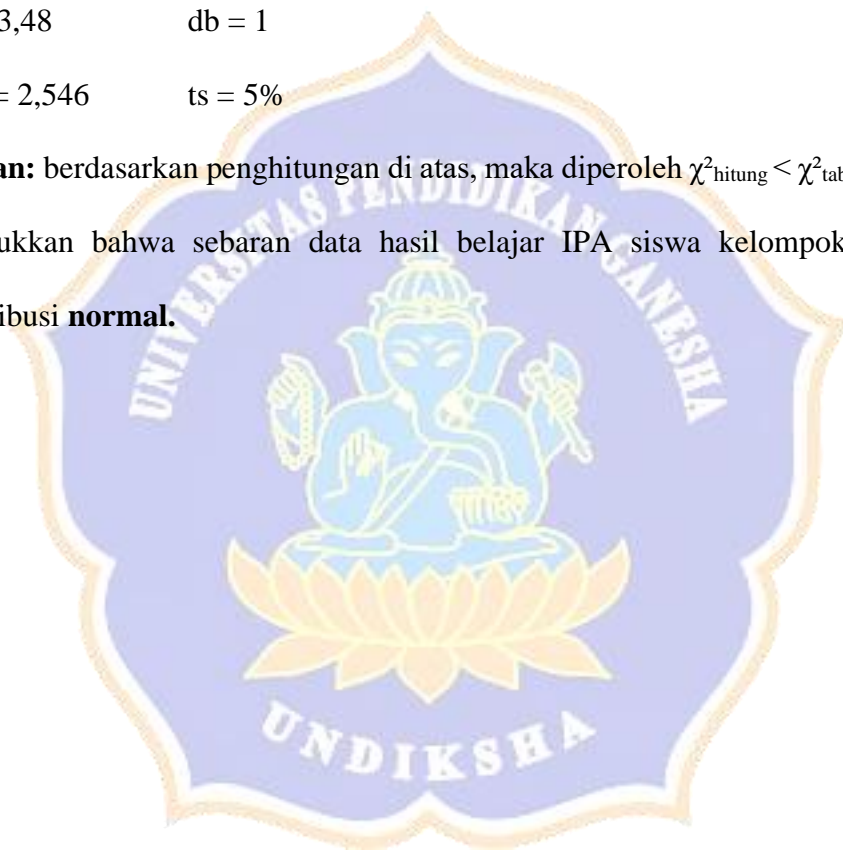 3,48 db = 1
= 2,546 ts = 5%
an: berdasarkan penghitungan di atas, maka diperoleh χ²hitung < χ²tab
ukkan bahwa sebaran data hasil belajar IPA siswa kelompok
ibusi normal.
UNIVERSITAS PENDIDIKAN GANESHA
UNDIKSHA